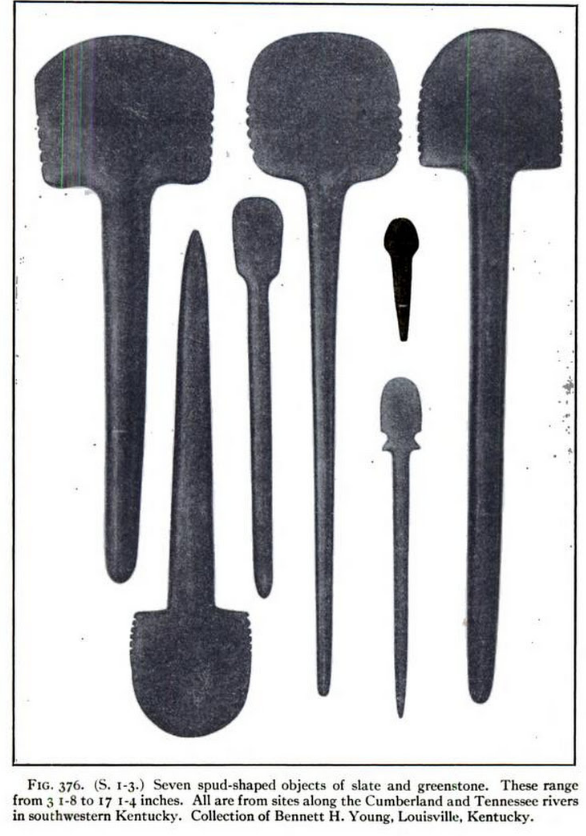 FIG. 376. (S. 1-3.) Seven spud-shaped objects of slate and greenstone. These range
from 3 1-8 to 17 1-4 inches. All are from sites along the Cumberland and Tennessee rivers
in southwestern Kentucky. Collection of Bennett H. Young, Louisville, Kentucky.